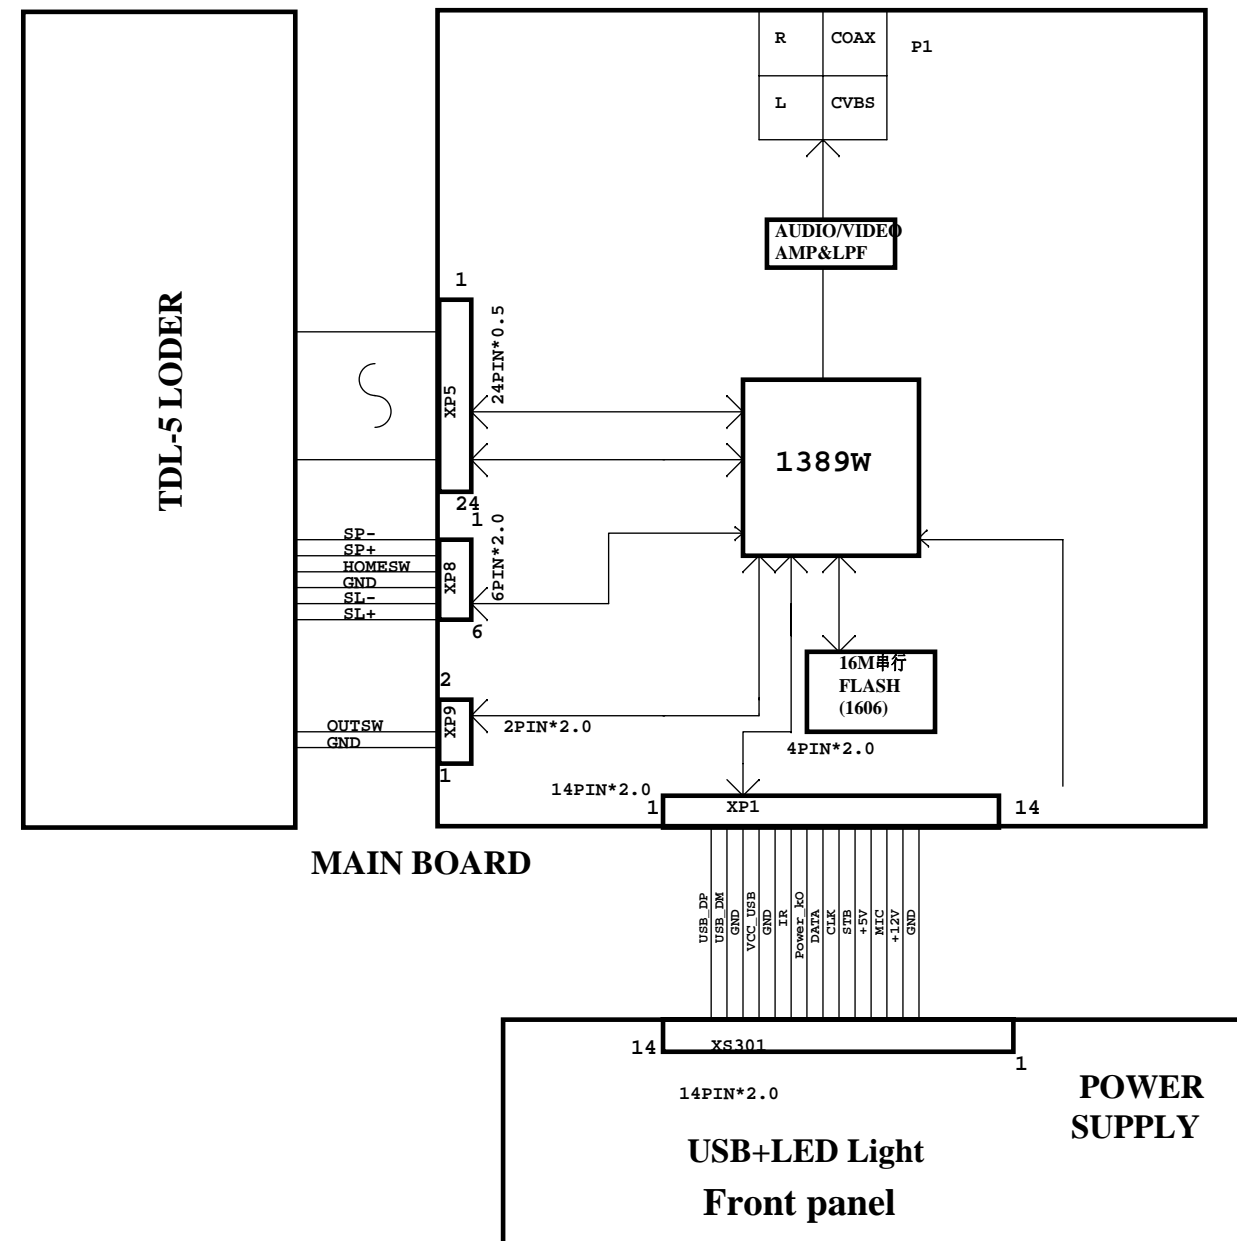 R
COAX
P1
L
CVBS
AUDIO/VIDEO
AMP&LPF
1
24PIN*0.5
XP5
TDL-5 LODER
1389W
24
1
6PIN*2.0
SP-
SP+
HOMESW
GND
SL-
SL+
XP8
6
16M串行
FLASH
(1606)
2
XP9
OUTSW
GND
2PIN*2.0
1
4PIN*2.0
14PIN*2.0
1
XP1
14
MAIN BOARD
USB_DP
USB_DM
GND
VCC_USB
GND
IR
Power_kO
DATA
CLK
STB
+5V
MIC
+12V
GND
14
XS301
1
14PIN*2.0
POWER
SUPPLY
USB+LED Light
Front panel